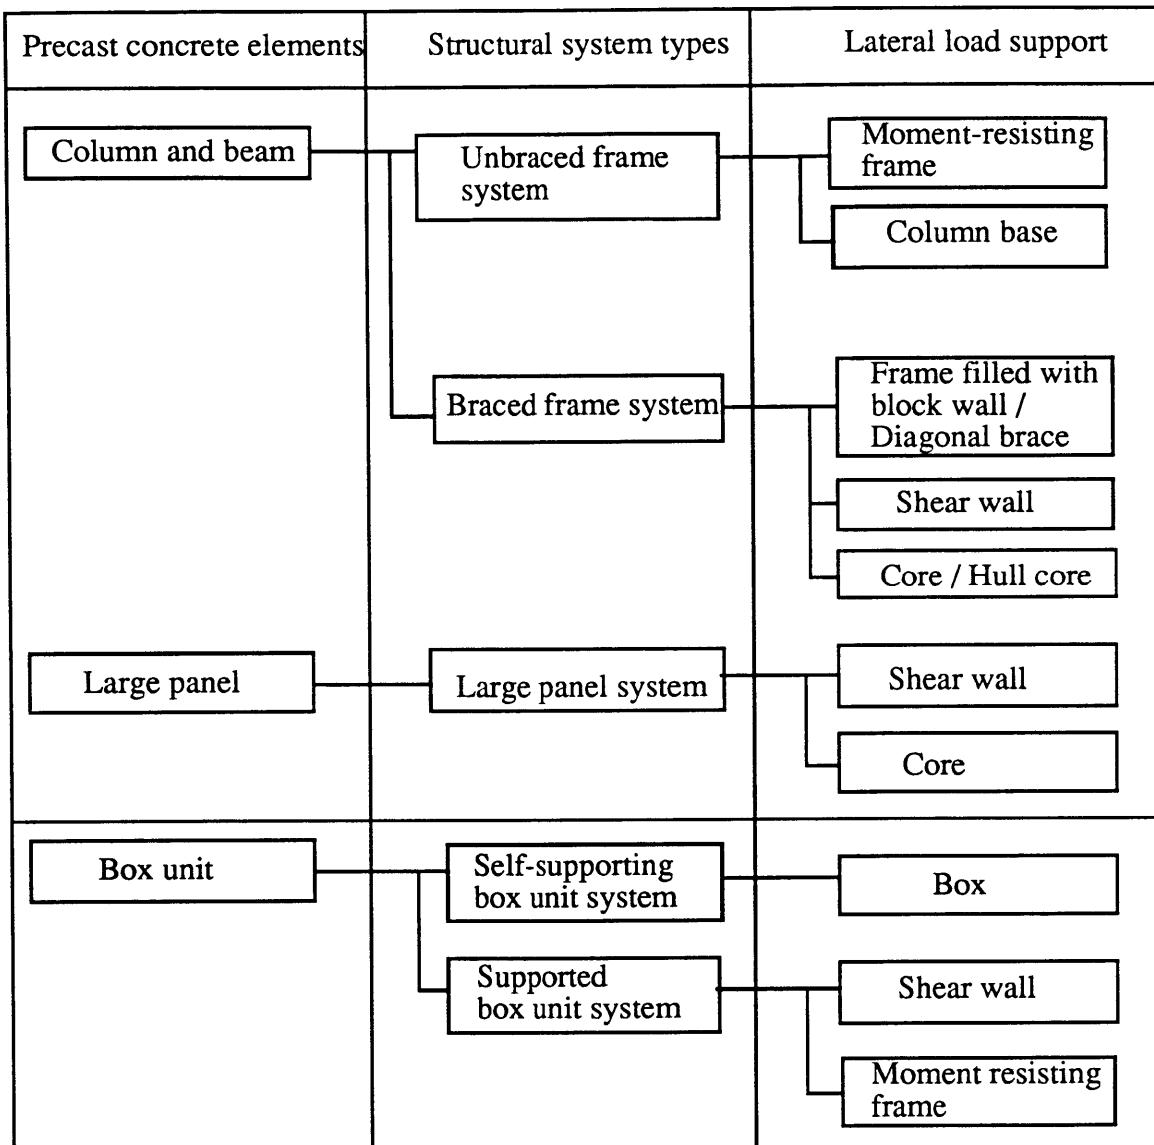 Precast concrete elements
Structural system types
Lateral load support
Column and beam
Unbraced frame
system
Moment-resisting
frame
Column base
Braced frame system
Frame filled with
block wall /
Diagonal brace
Shear wall
Core / Hull core
Large panel
Large panel system
Shear wall
Core
Box unit
Self-supporting
box unit system
Box
Supported
box unit system
Shear wall
Moment resisting
frame